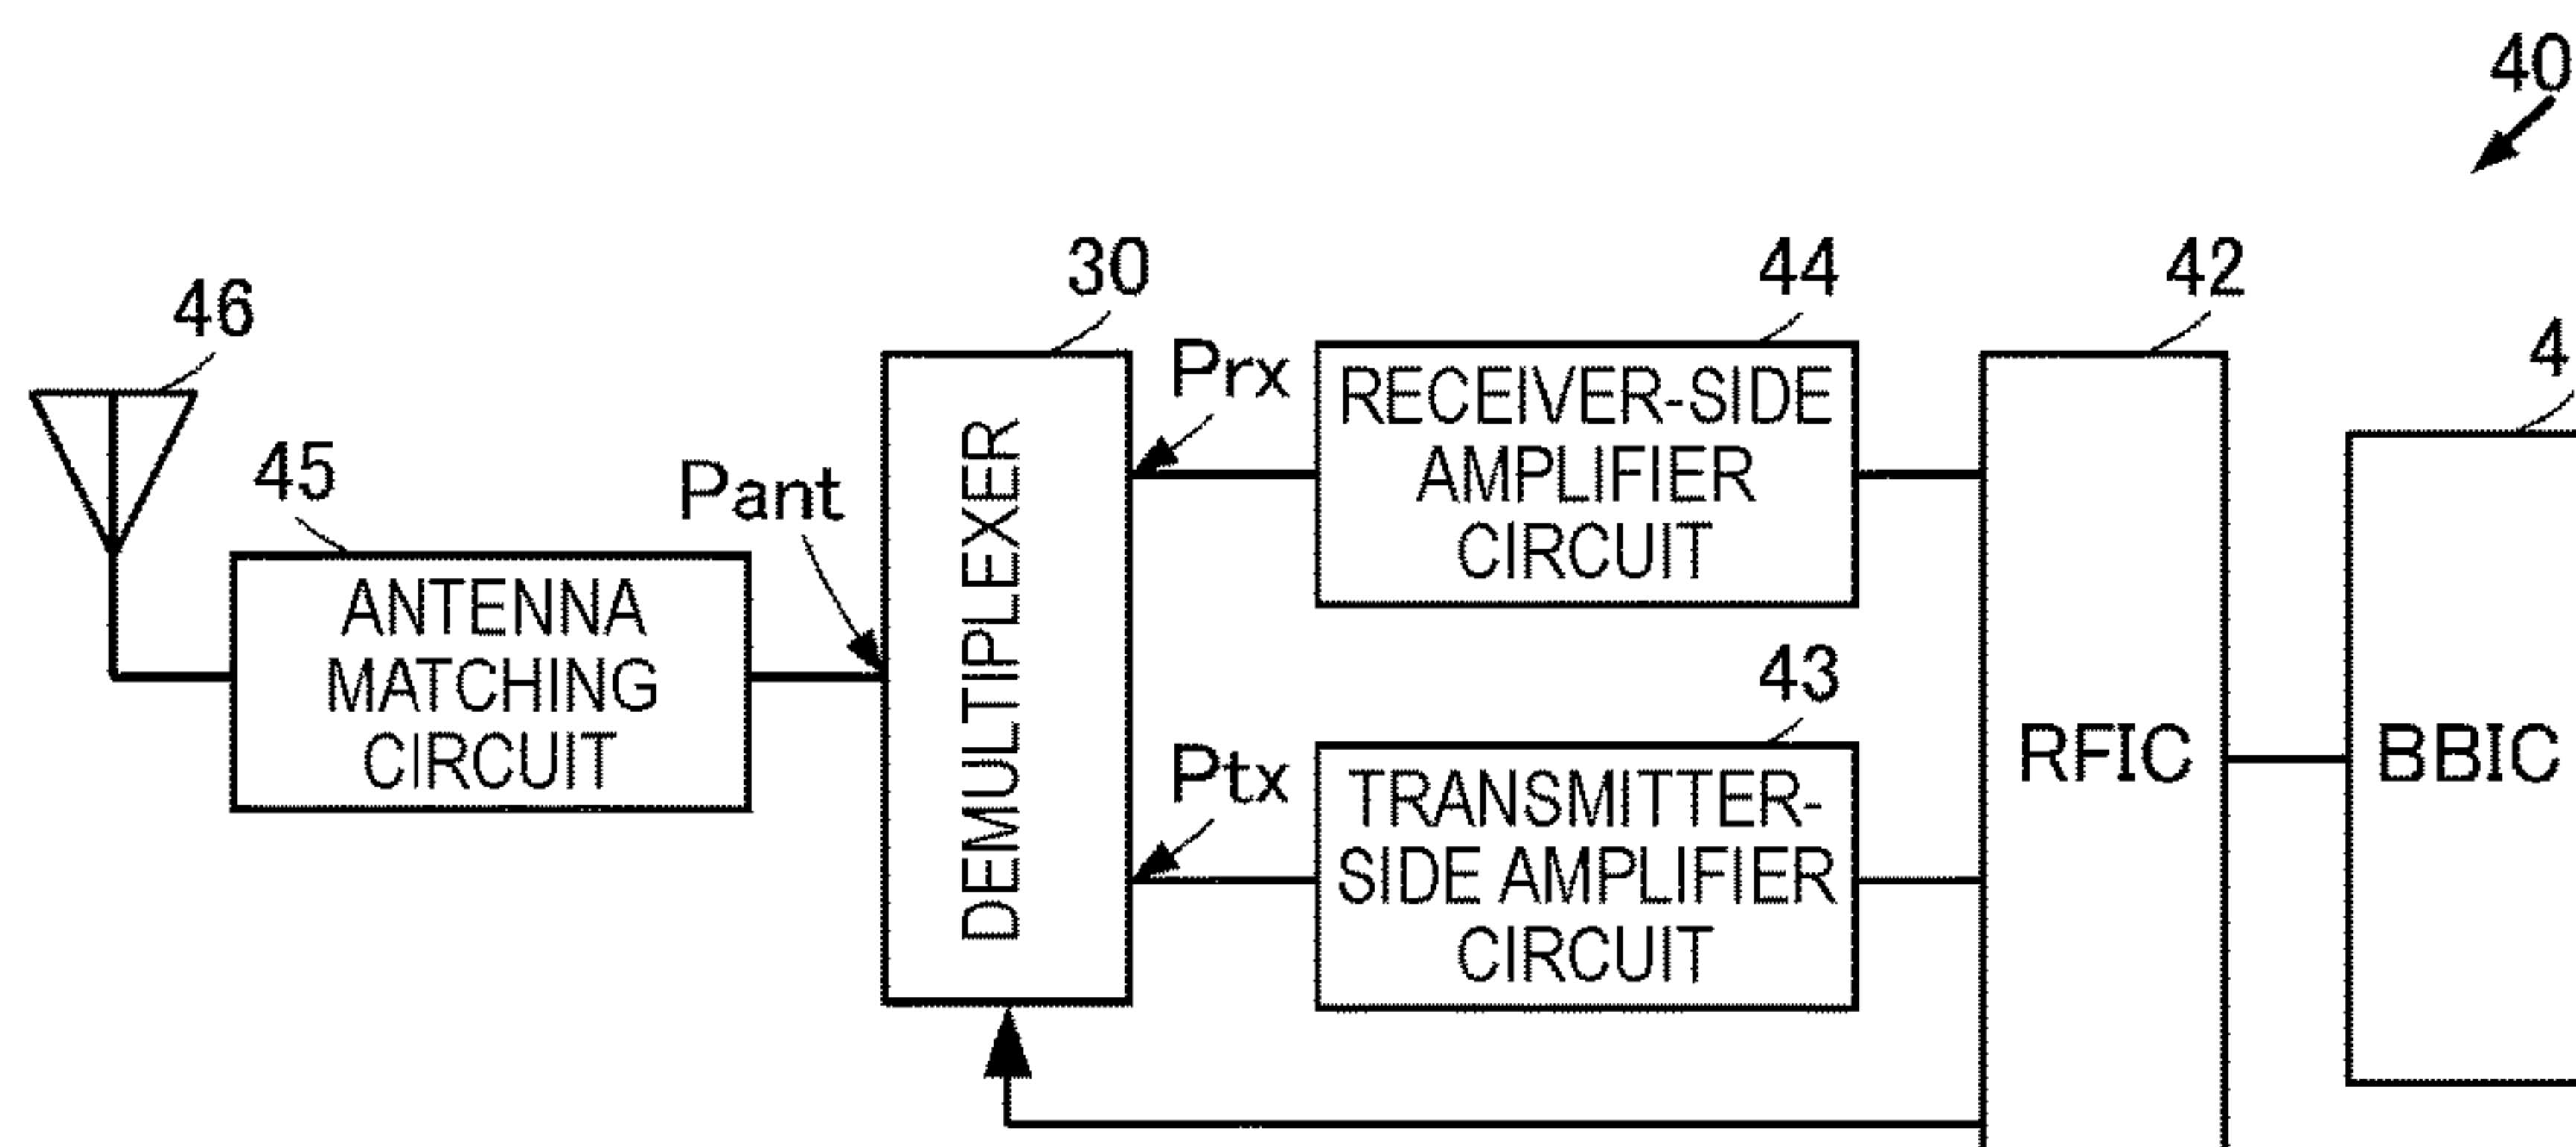 40
46
45
ANTENNA
MATCHING
CIRCUIT
Pant
30
DEMULTIPLEXER
Prx
Ptx
44
RECEIVER-SIDE
AMPLIFIER
CIRCUIT
43
TRANSMITTER-
SIDE AMPLIFIER
CIRCUIT
42
RFIC
4
BBIC